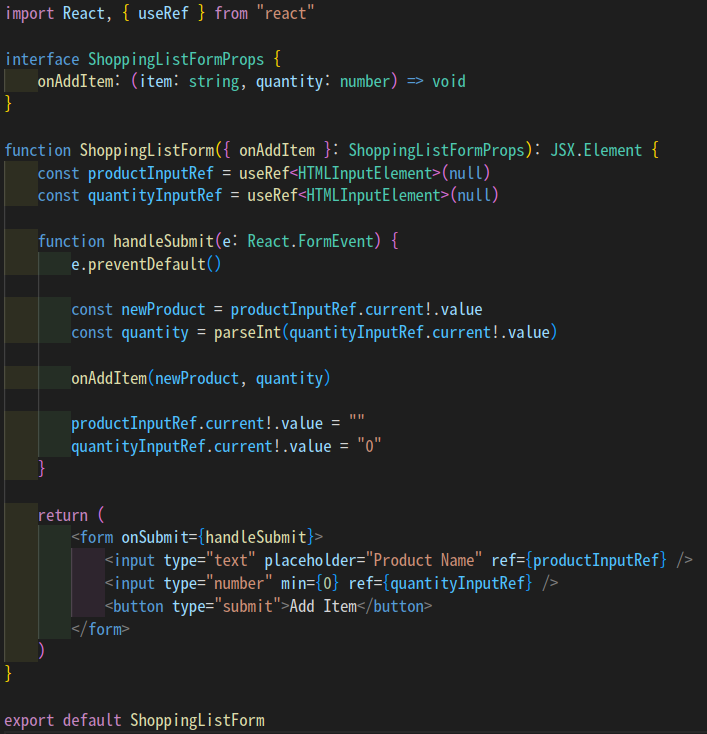 import React, { useRef } from "react"
interface ShoppingListFormProps {
onAddItem: (item: string, quantity: number) => void
}
function ShoppingListForm({ onAddItem }: ShoppingListFormProps): JSX.Element {
const productInputRef = useRef<HTMLInputElement>(null)
const quantityInputRef = useRef<HTMLInputElement>(null)
function handleSubmit(e: React.FormEvent) {
e.preventDefault()
const newProduct = productInputRef.current!.value
const quantity = parseInt(quantityInputRef.current!.value)
onAddItem(newProduct, quantity)
productInputRef.current!.value = ""
quantityInputRef.current!.value = "0"
}
return (
<form onSubmit={handleSubmit}>
<input type="text" placeholder="Product Name" ref={productInputRef} />
<input type="number" min={0} ref={quantityInputRef} />
<button type="submit">Add Item</button>
</form>
)
}
export default ShoppingListForm